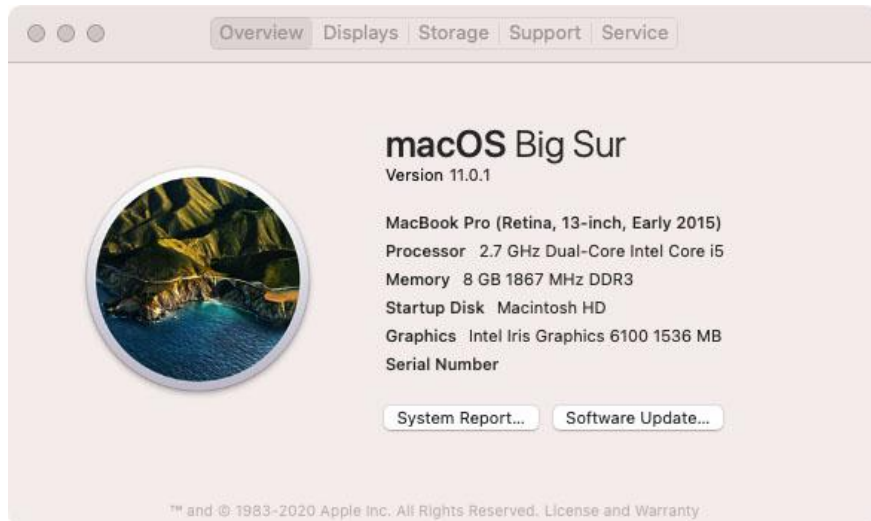 Overview Displays Storage Support Service
macOS Big Sur
Version 11.0.1
MacBook Pro (Retina, 13-inch, Early 2015)
Processor 2.7 GHz Dual-Core Intel Core i5
Memory 8 GB 1867 MHz DDR3
Startup Disk Macintosh HD
Graphics Intel Iris Graphics 6100 1536 MB
Serial Number
System Report... Software Update...
™ and © 1983-2020 Apple Inc. All Rights Reserved. License and Warranty